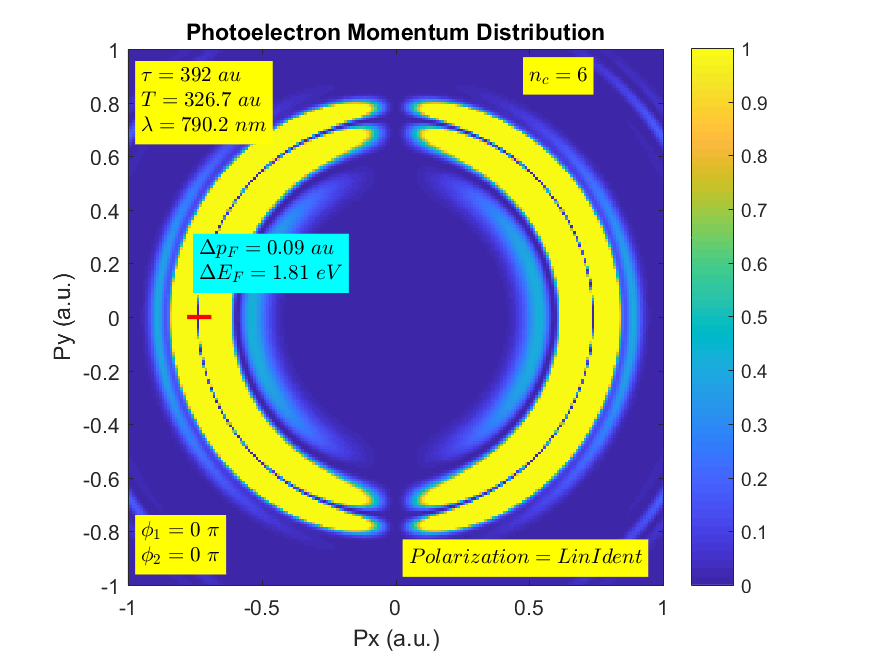 Photoelectron Momentum Distribution
τ = 392 au
T = 326.7 au
λ = 790.2 nm
n_c = 6
Δp_F = 0.09 au
ΔE_F = 1.81 eV
ϕ_1 = 0 π
ϕ_2 = 0 π
Polarization = LinIdent
Py (a.u.)
1
0.8
0.6
0.4
0.2
0
-0.2
-0.4
-0.6
-0.8
-1
-1
-0.5
0
0.5
1
Px (a.u.)
1
0.9
0.8
0.7
0.6
0.5
0.4
0.3
0.2
0.1
0